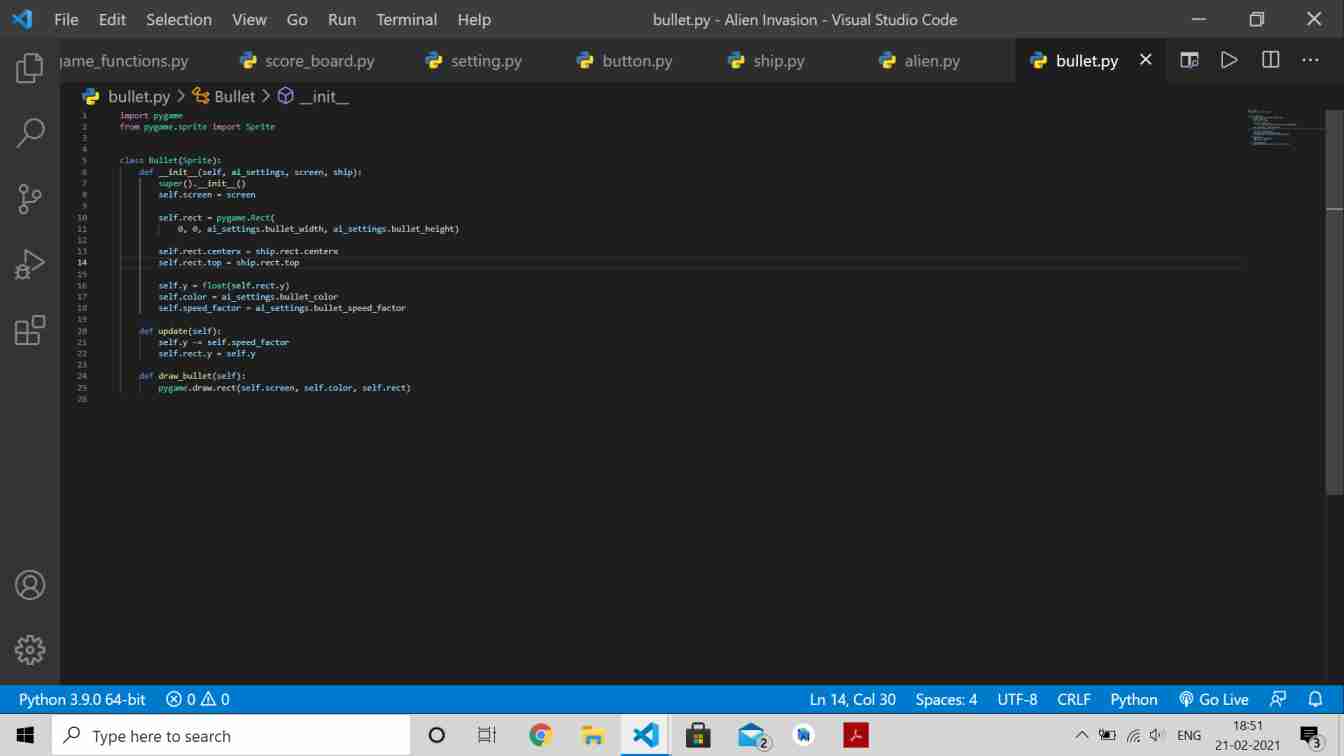 File Edit Selection View Go Run Terminal Help bullet.py - Alien Invasion - Visual Studio Code
game_functions.py score_board.py setting.py button.py ship.py alien.py bullet.py
bullet.py > Bullet > __init__
1 import pygame
2 from pygame.sprite import Sprite
3
4
5 class Bullet(Sprite):
6 def __init__(self, ai_settings, screen, ship):
7 super().__init__()
8 self.screen = screen
9
10 self.rect = pygame.Rect(
11 0, 0, ai_settings.bullet_width, ai_settings.bullet_height)
12
13 self.rect.centerx = ship.rect.centerx
14 self.rect.top = ship.rect.top
15
16 self.y = float(self.rect.y)
17 self.color = ai_settings.bullet_color
18 self.speed_factor = ai_settings.bullet_speed_factor
19
20 def update(self):
21 self.y -= self.speed_factor
22 self.rect.y = self.y
23
24 def draw_bullet(self):
25 pygame.draw.rect(self.screen, self.color, self.rect)
26
Python 3.9.0 64-bit 0 0 Ln 14, Col 30 Spaces: 4 UTF-8 CRLF Python Go Live
Type here to search 2 ENG 18:51 3
21-02-2021